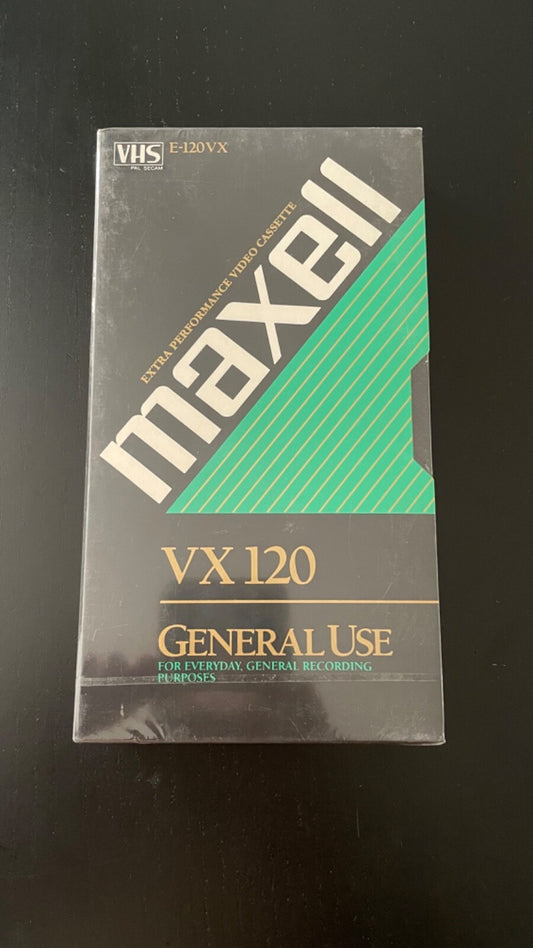 VHS E-120VX
PAL SECAM
EXTRA PERFORMANCE VIDEO CASSETTE
maxell
VX 120
GENERAL USE
FOR EVERYDAY, GENERAL RECORDING
PURPOSES